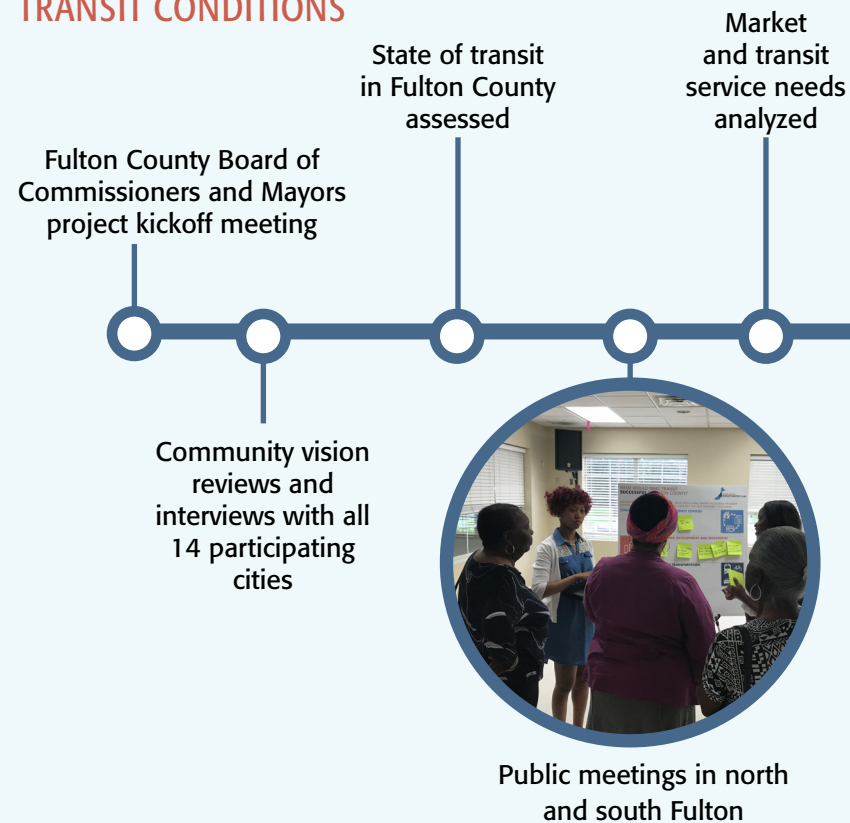 TRANSIT CONDITIONS
Fulton County Board of
Commissioners and Mayors
project kickoff meeting
Community vision
reviews and
interviews with all
14 participating
cities
State of transit
in Fulton County
assessed
Public meetings in north
and south Fulton
Market
and transit
service needs
analyzed